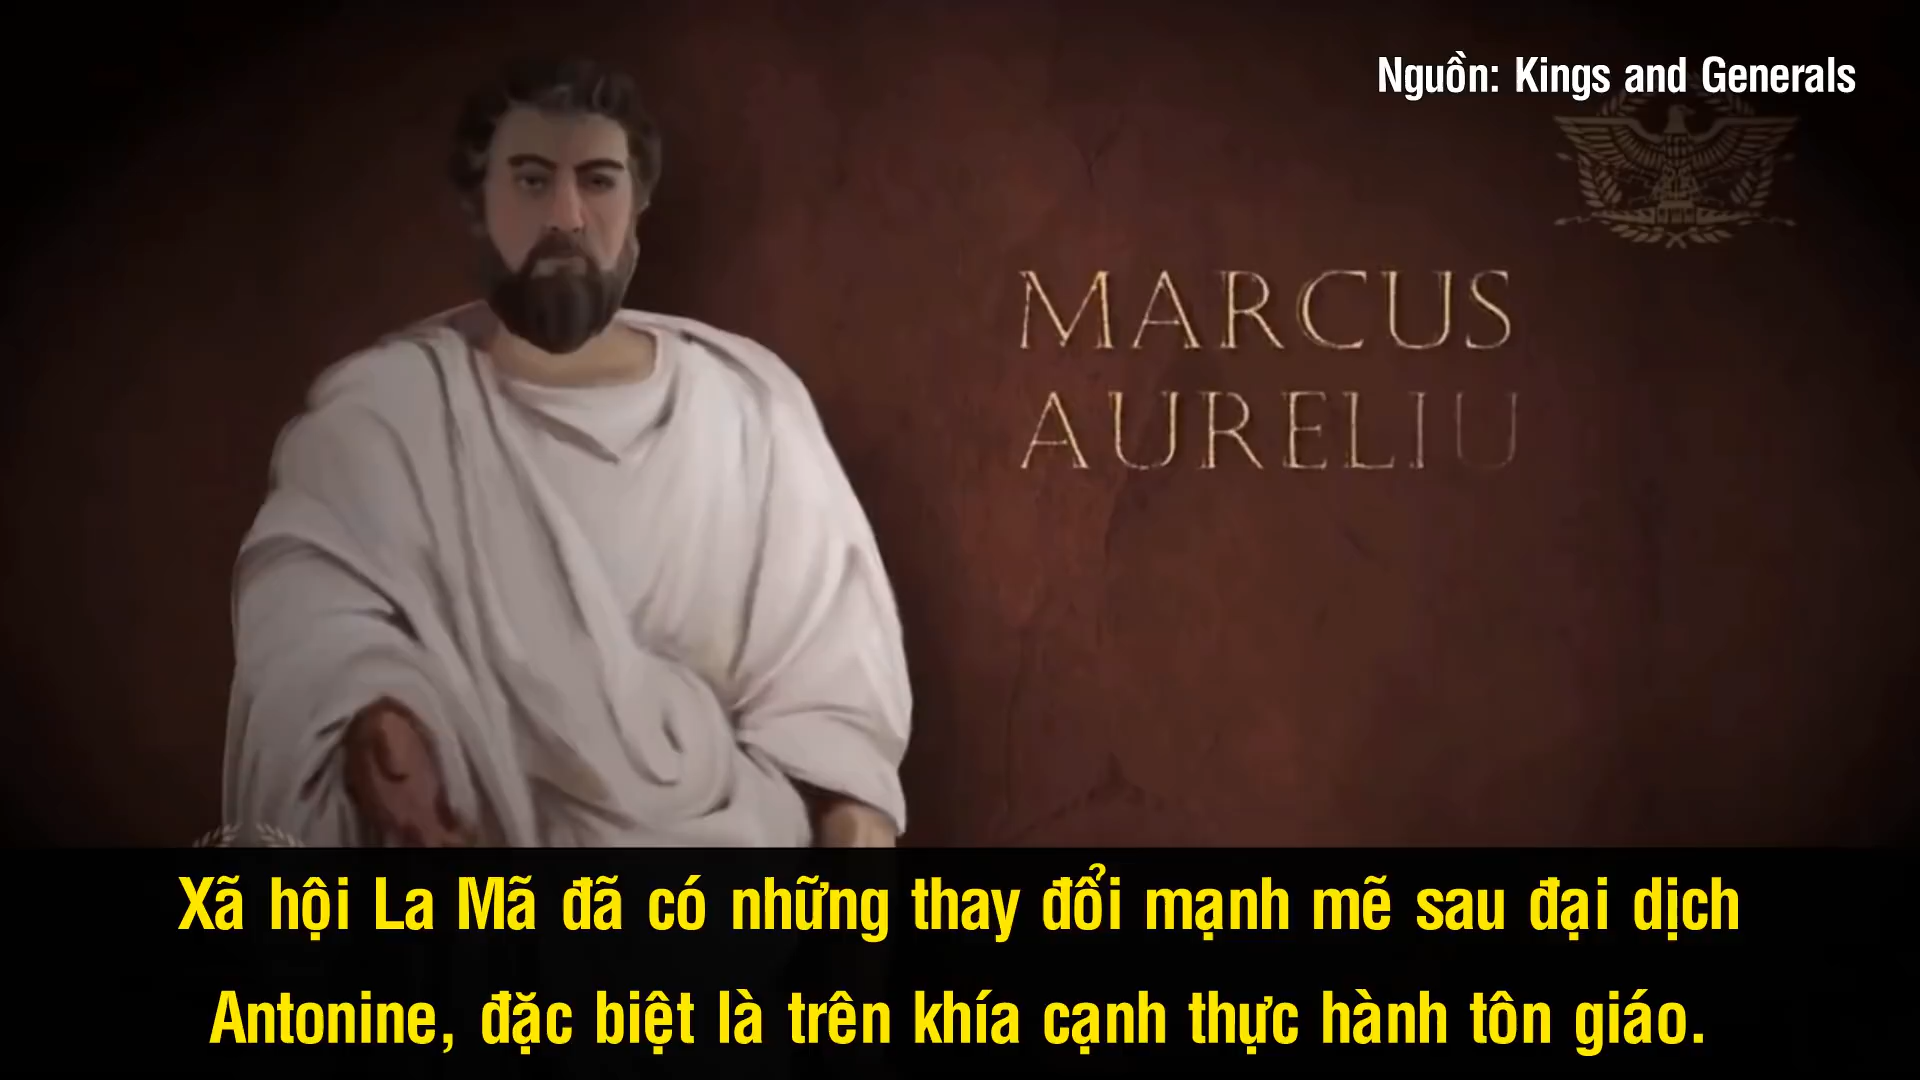 Nguồn: Kings and Generals
MARCUS
AURELIU
Xã hội La Mã đã có những thay đổi mạnh mẽ sau đại dịch
Antonine, đặc biệt là trên khía cạnh thực hành tôn giáo.